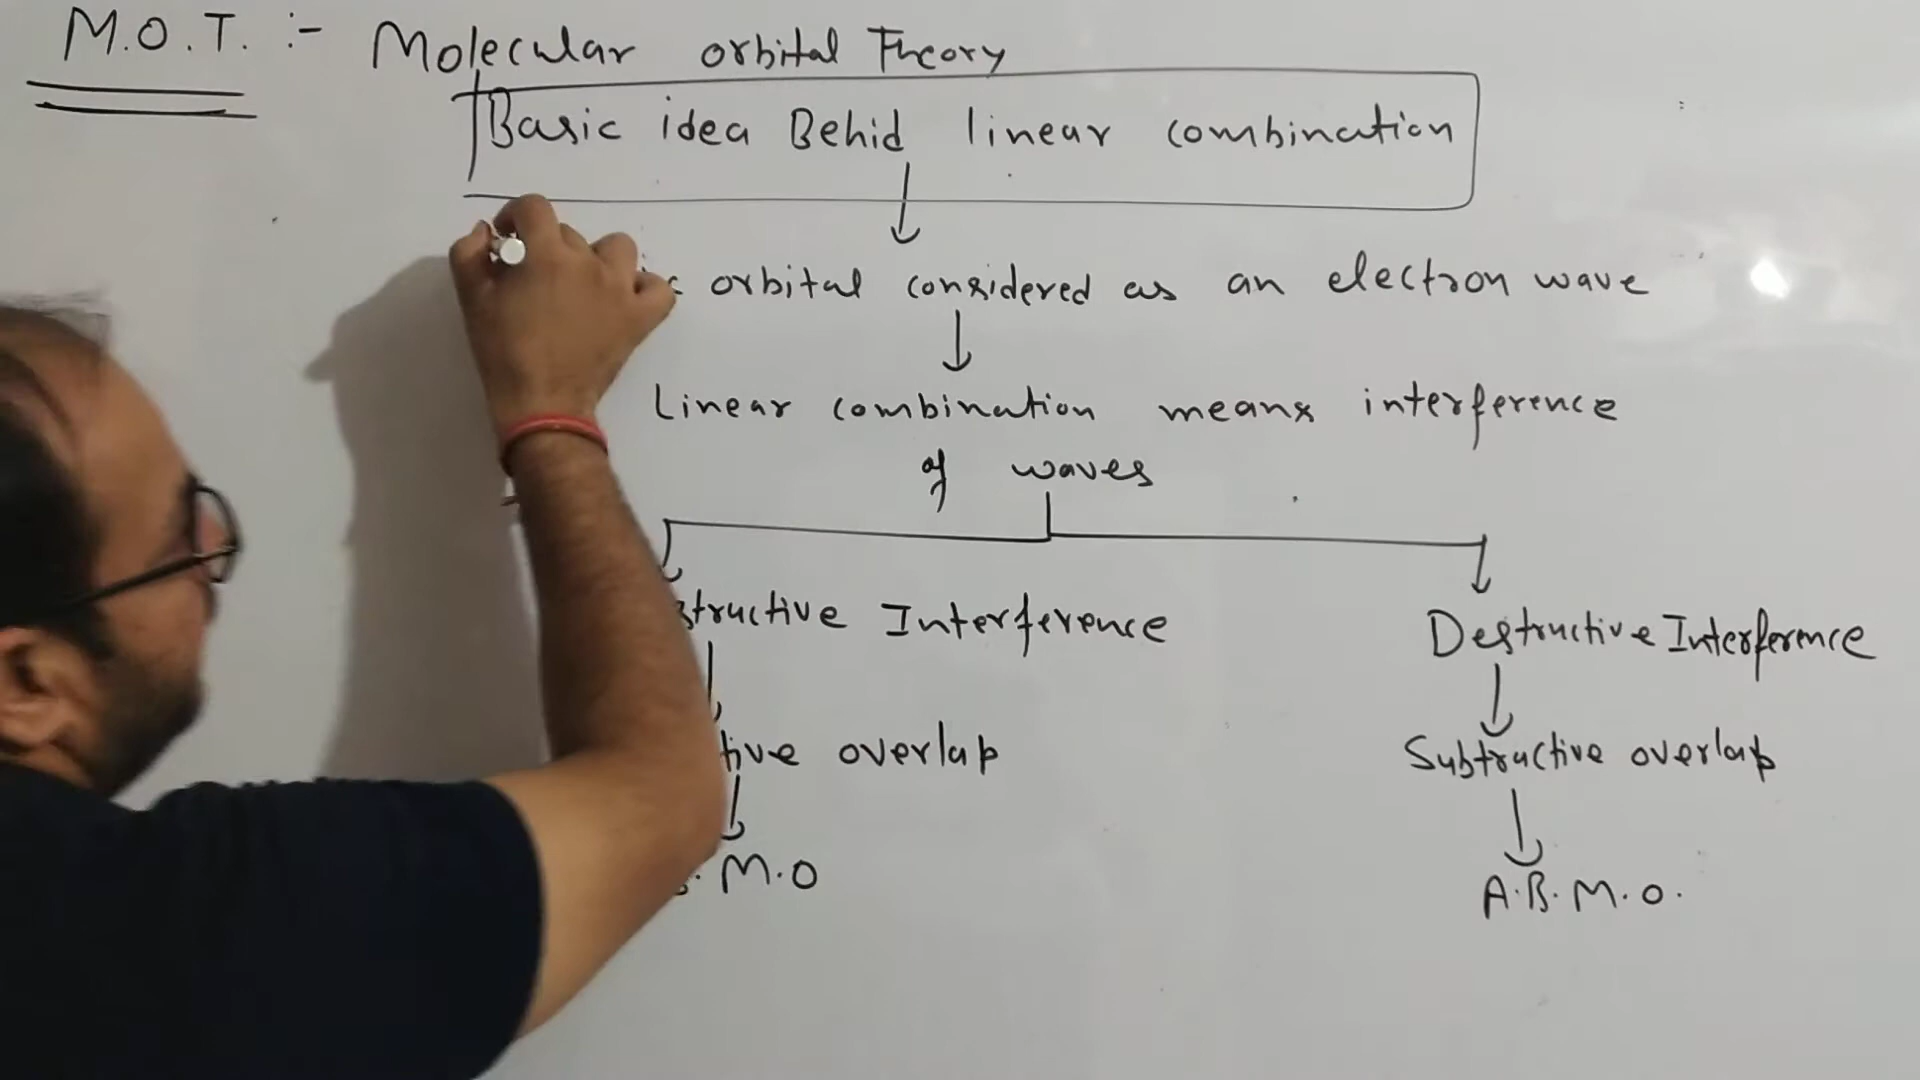 M.O.T. :- Molecular orbital Theory
Basic idea Behid linear combination
orbital considered as an electron wave
Linear combination means interference
of waves
structive Interference Destructive Interference
tive overlap Subtractive overlap
M.O A.B.M.O.